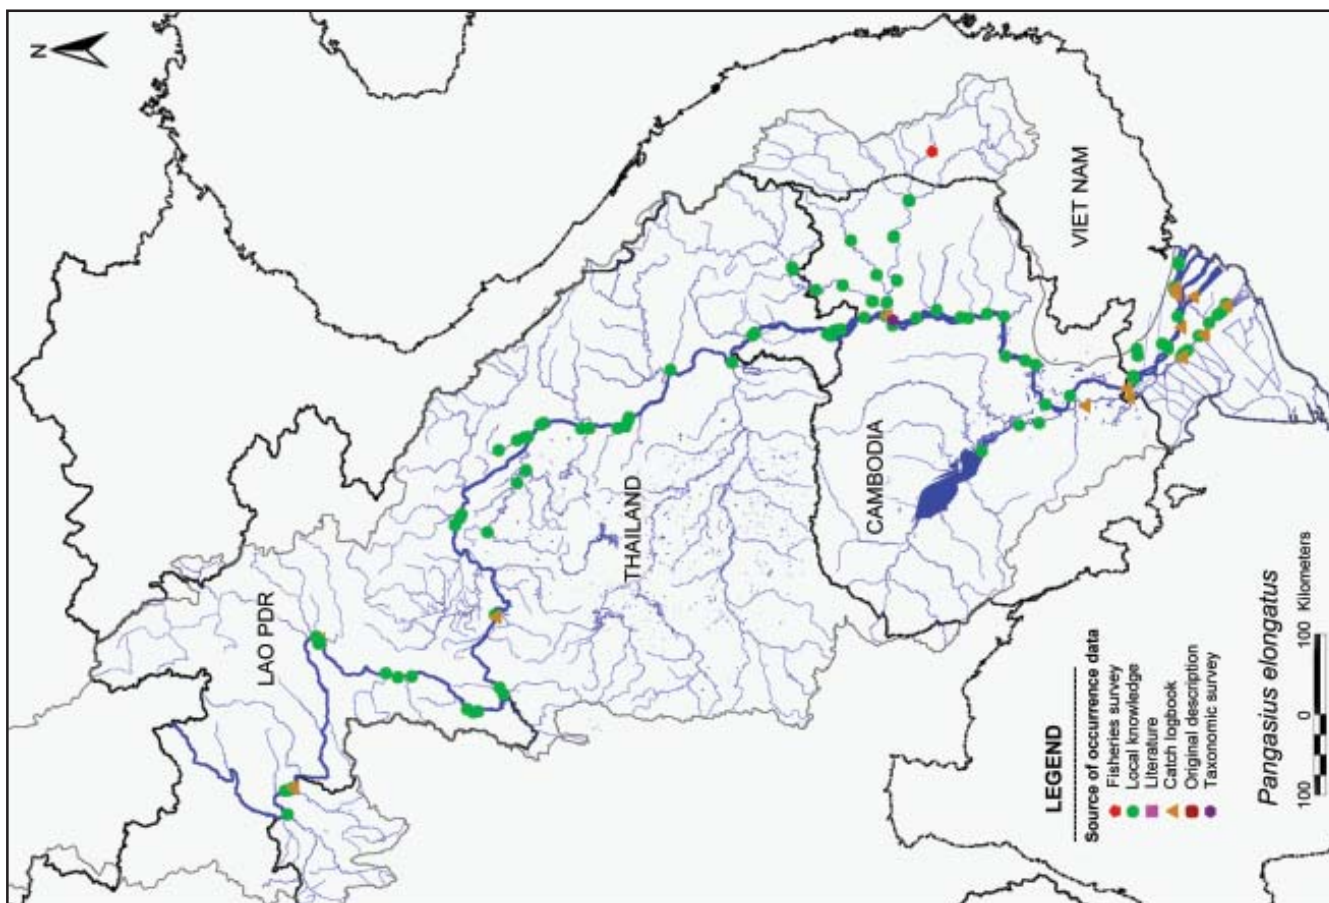 N
LAO PDR
THAILAND
CAMBODIA
VIET NAM
LEGEND
Source of occurrence data
Fisheries survey
Local knowledge
Literature
Catch logbook
Original description
Taxonomic survey
Pangasius elongatus
100 0 100 Kilometers